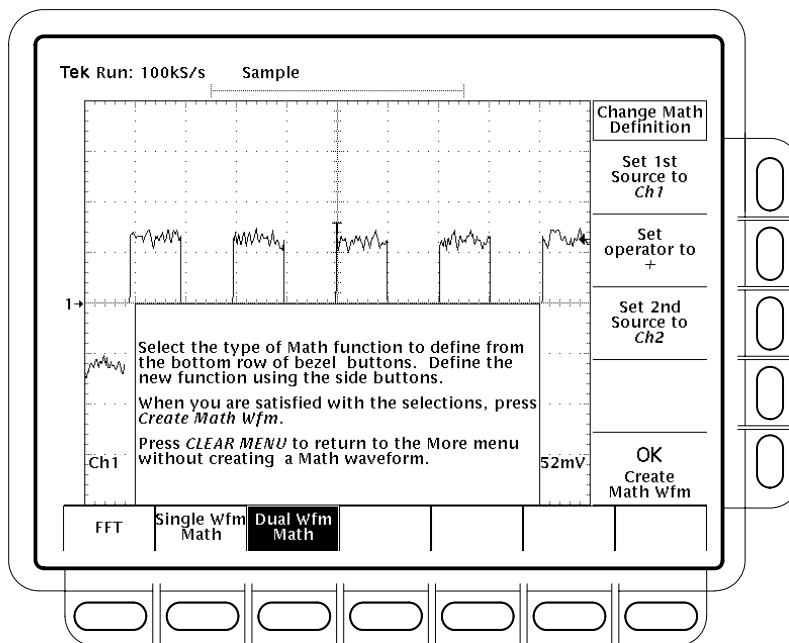 Tek Run: 100kS/s Sample
Change Math
Definition
Set 1st
Source to
Ch1
Set
operator to
+
Set 2nd
Source to
Ch2
OK
Create
Math Wfm
1
Select the type of Math function to define from
the bottom row of bezel buttons. Define the
new function using the side buttons.
When you are satisfied with the selections, press
Create Math Wfm.
Press CLEAR MENU to return to the More menu
without creating a Math waveform.
Ch1
52mV
FFT
Single Wfm
Math
Dual Wfm
Math